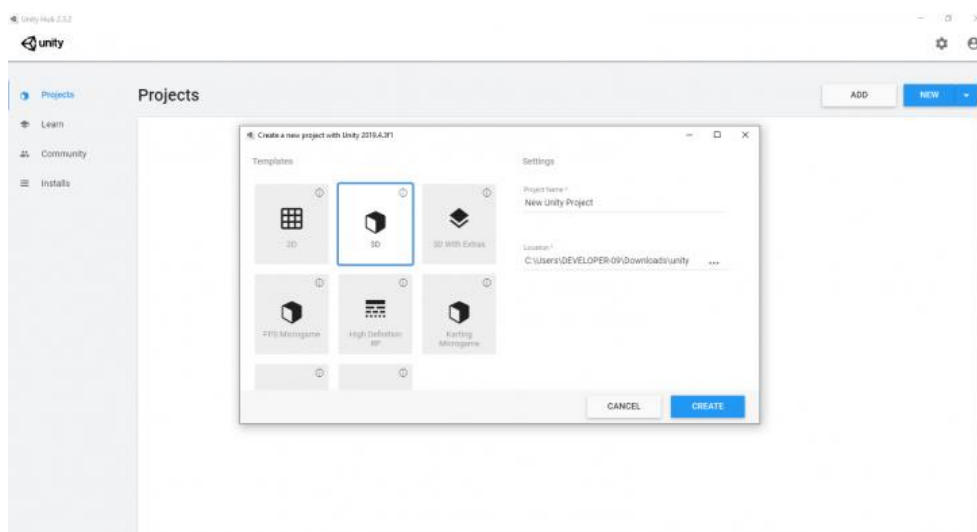 Unity Hub 2.3.2
unity
Projects
Learn
Community
Installs
Projects
ADD
NEW
Create a new project with Unity 2019.4.3f1
Templates
2D
3D
3D With Extras
FPS Microgame
High Definition
RP
Karting
Microgame
Settings
Project Name *
New Unity Project
Location *
C:\Users\DEVELOPER-09\Downloads\unity
...
CANCEL
CREATE